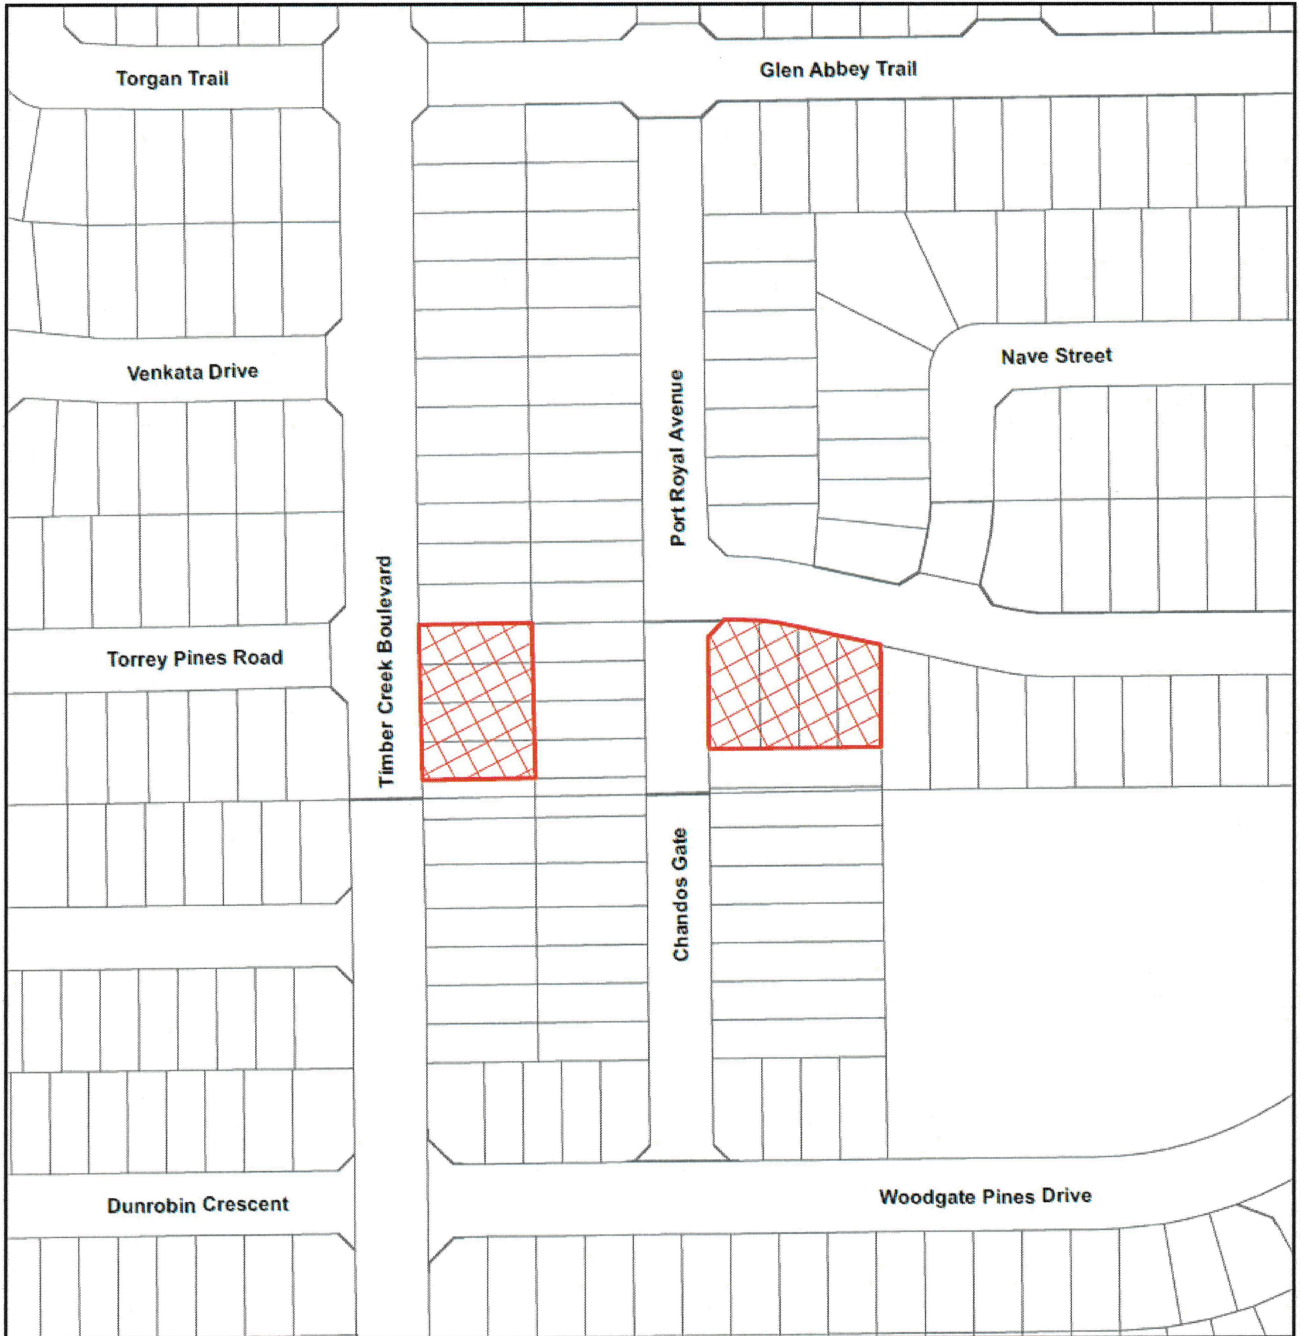 Torgan Trail
Glen Abbey Trail
Venkata Drive
Nave Street
Port Royal Avenue
Timber Creek Boulevard
Torrey Pines Road
Chandos Gate
Dunrobin Crescent
Woodgate Pines Drive